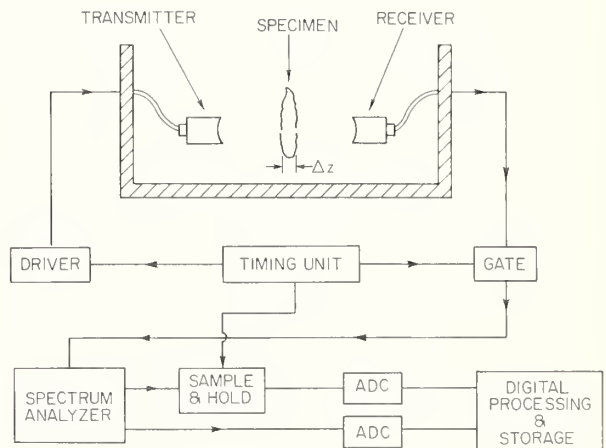 TRANSMITTER
SPECIMEN
RECEIVER
Δz
DRIVER
TIMING UNIT
GATE
SPECTRUM
ANALYZER
SAMPLE
& HOLD
ADC
ADC
DIGITAL
PROCESSING
&
STORAGE